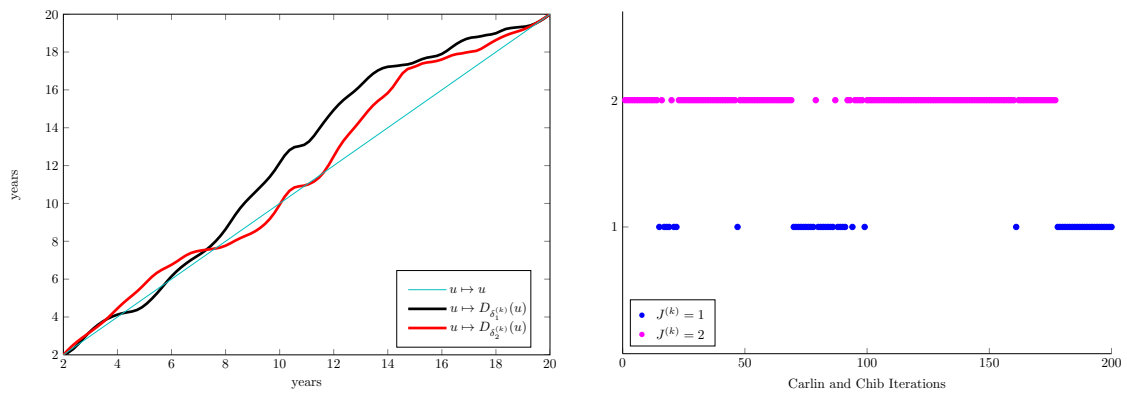 20
18
16
14
12
10
8
6
4
2
years
2 4 6 8 10 12 14 16 18 20
years
u ↦ u
u ↦ D_{δ_1^{(k)}}(u)
u ↦ D_{δ_2^{(k)}}(u)
2
1
0 50 100 150 200
Carlin and Chib Iterations
J^{(k)} = 1
J^{(k)} = 2